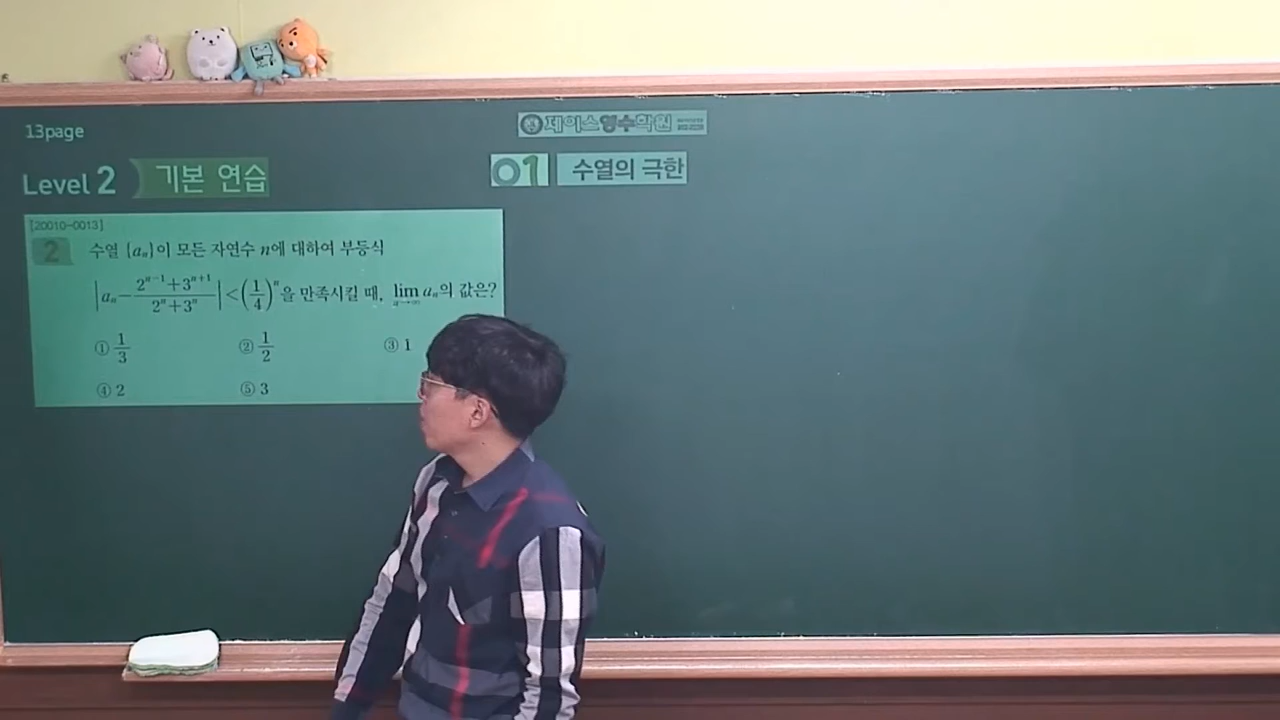 13page
제이스영수학원
Level 2 기본 연습
01 수열의 극한
[20010-0013]
2 수열 {aₙ}이 모든 자연수 n에 대하여 부등식
|aₙ − (2ⁿ⁻¹+3ⁿ⁺¹)/(2ⁿ+3ⁿ)| < (1/4)ⁿ을 만족시킬 때, lim aₙ의 값은?
① 1/3 ② 1/2 ③ 1
④ 2 ⑤ 3